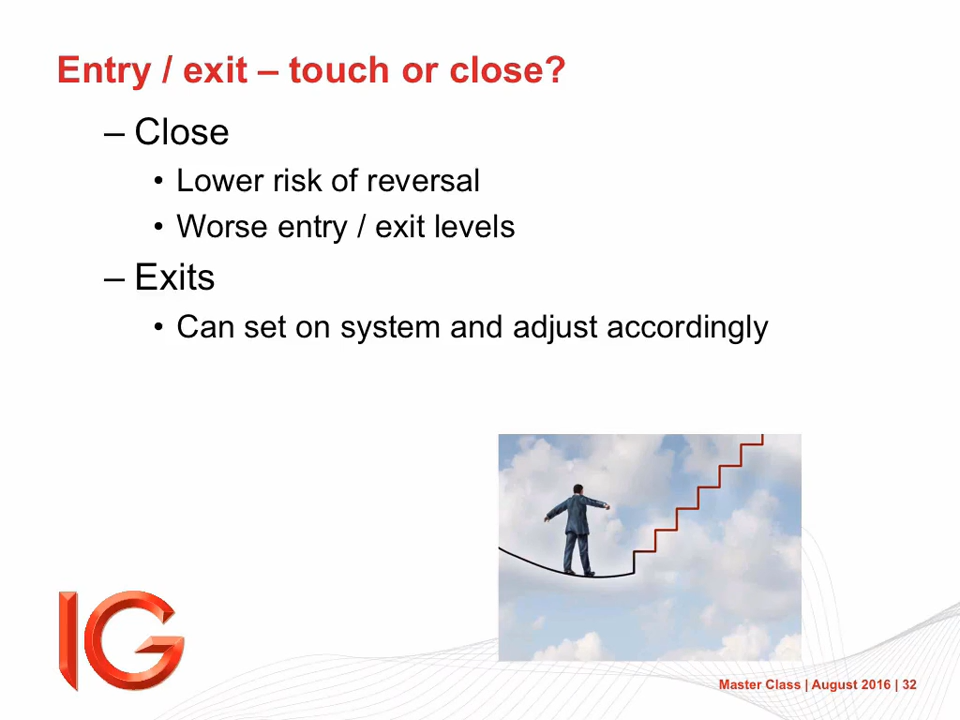 Entry / exit – touch or close?
– Close
• Lower risk of reversal
• Worse entry / exit levels
– Exits
• Can set on system and adjust accordingly
IG
Master Class | August 2016 | 32